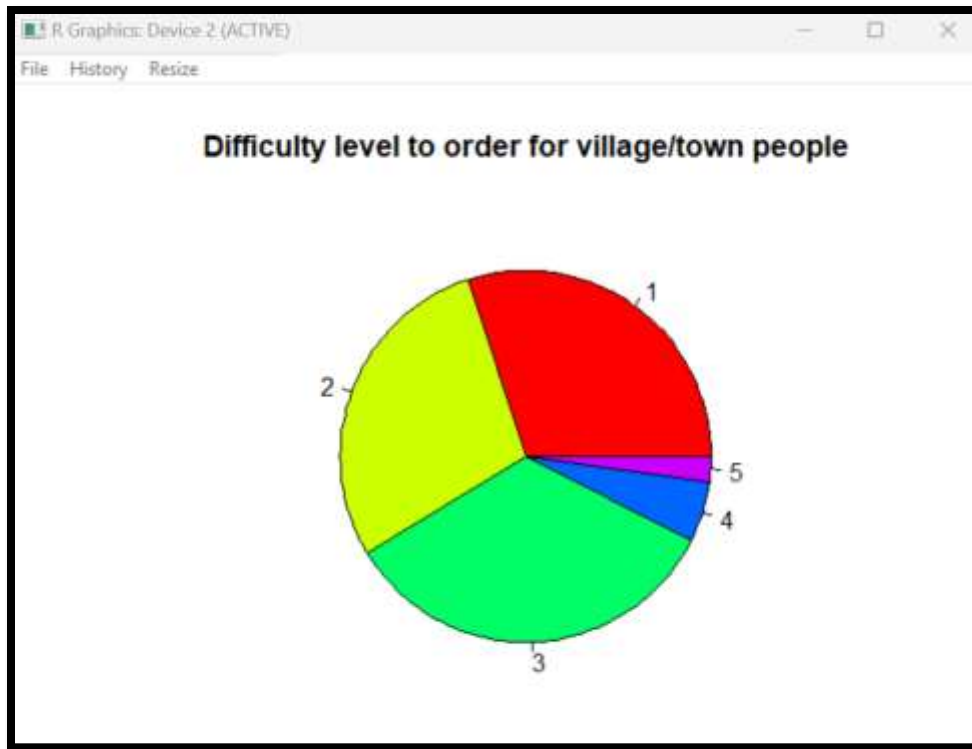 R Graphics: Device 2 (ACTIVE)
File History Resize
Difficulty level to order for village/town people
1
2
5
4
3